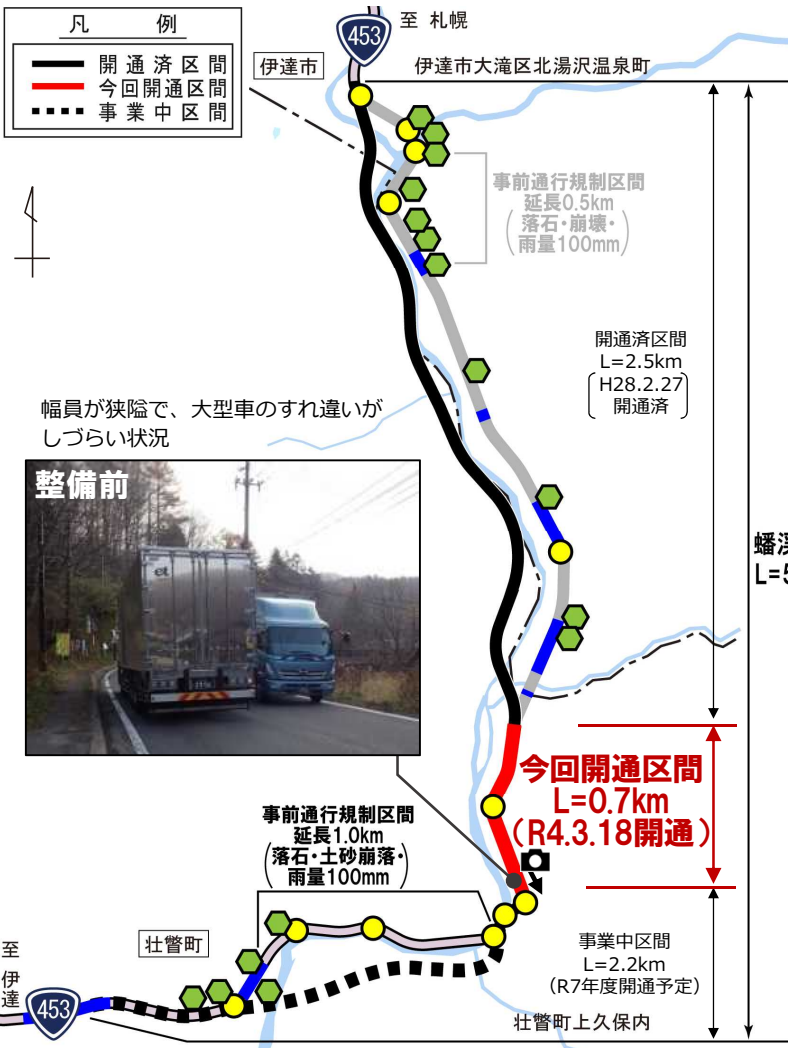 凡　例
開通済区間
今回開通区間
事業中区間
453
至 札幌
伊達市
伊達市大滝区北湯沢温泉町
事前通行規制区間
延長0.5km
(落石・崩壊・
雨量100mm)
開通済区間
L=2.5km
[H28.2.27
開通済]
幅員が狭隘で、大型車のすれ違いが
しづらい状況
整備前
蟠渓
L=5
今回開通区間
L=0.7km
(R4.3.18開通)
事前通行規制区間
延長1.0km
(落石・土砂崩落・
雨量100mm)
壮瞥町
至 伊達
453
事業中区間
L=2.2km
(R7年度開通予定)
壮瞥町上久保内